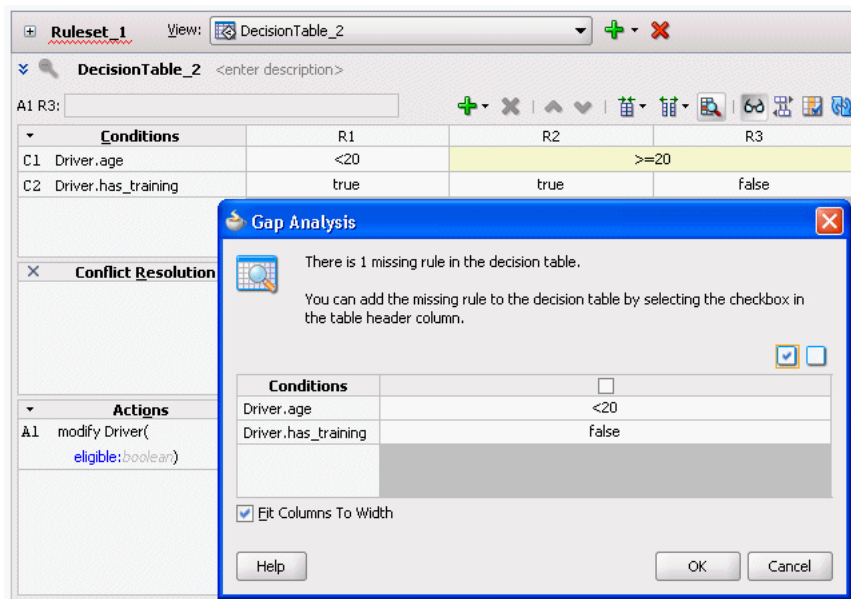 Ruleset_1 View: DecisionTable_2
DecisionTable_2 <enter description>
A1 R3:
Conditions R1 R2 R3
C1 Driver.age <20 >=20
C2 Driver.has_training true true false
Gap Analysis
There is 1 missing rule in the decision table.
You can add the missing rule to the decision table by selecting the checkbox in
the table header column.
Conflict Resolution
Conditions
Driver.age <20
Driver.has_training false
Actions
A1 modify Driver(
eligible:boolean)
Fit Columns To Width
Help OK Cancel